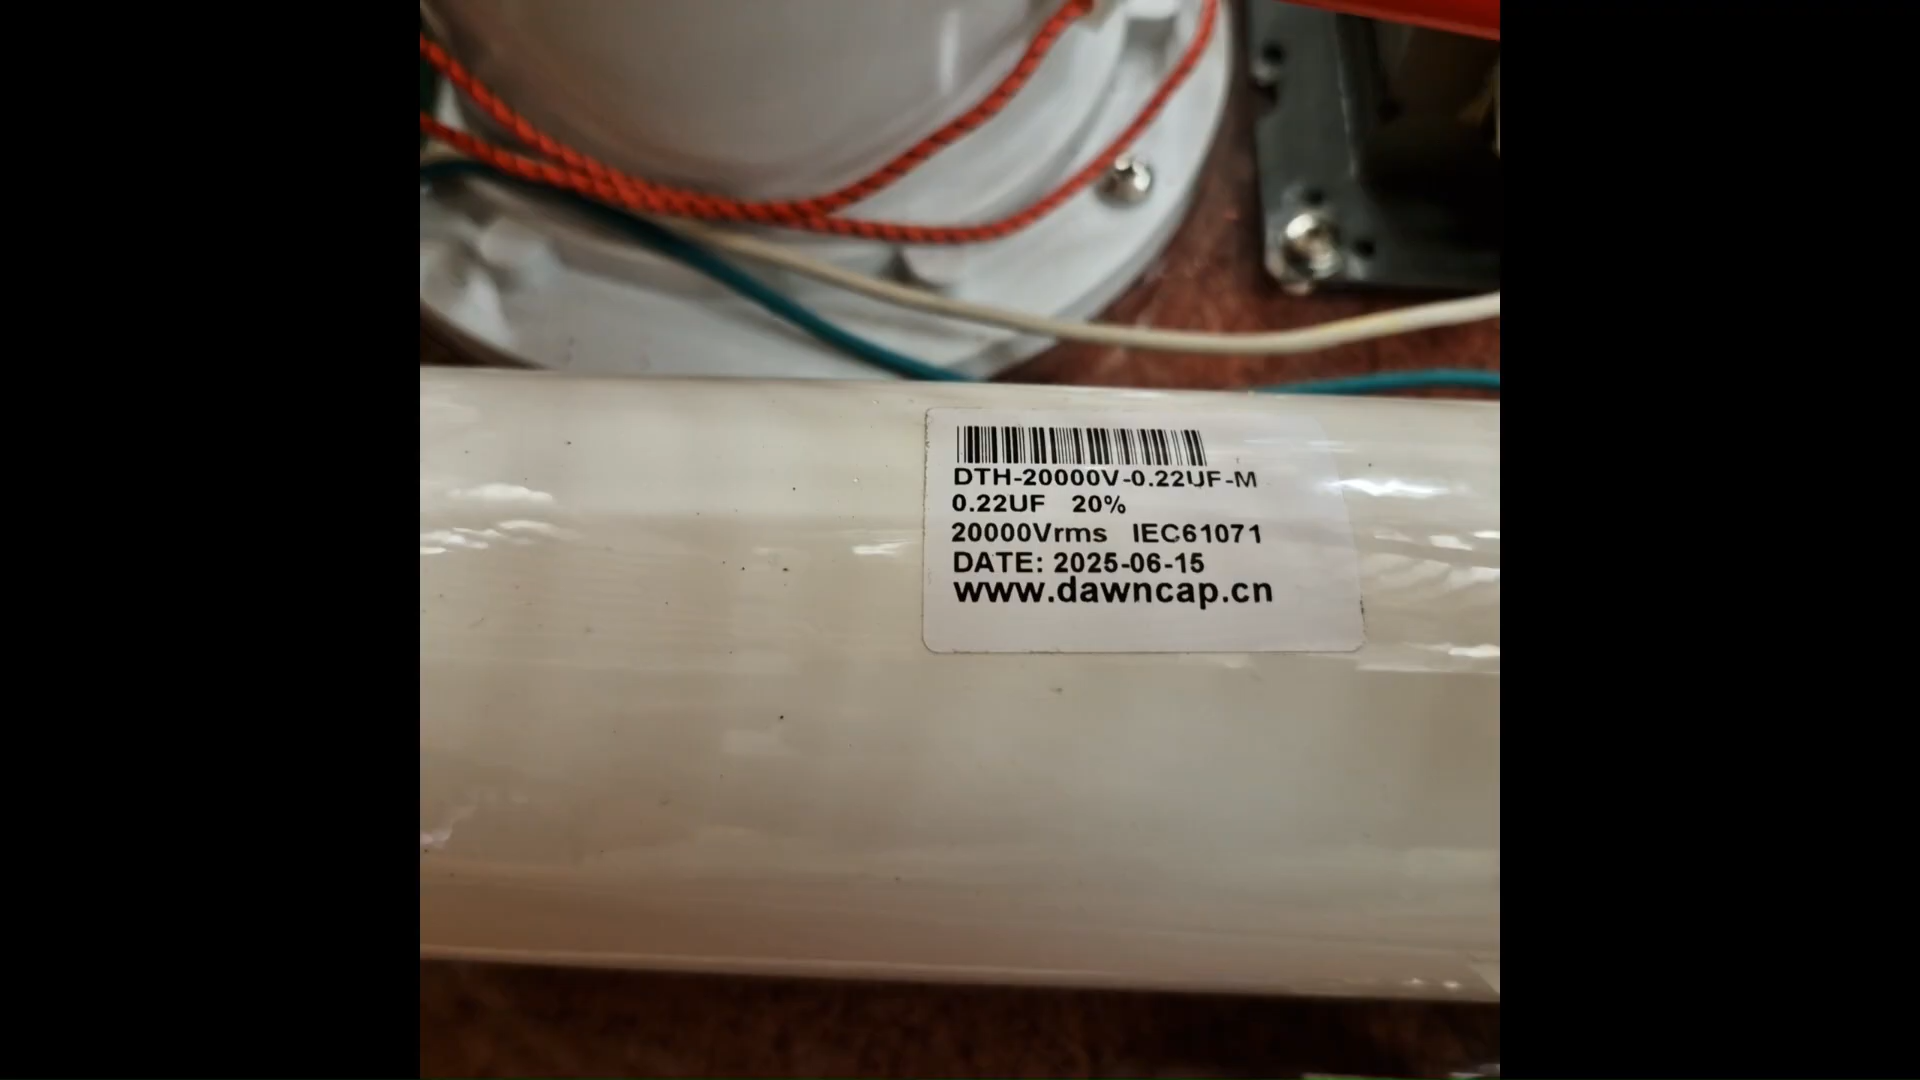 DTH-20000V-0.22UF-M
0.22UF 20%
20000Vrms IEC61071
DATE: 2025-06-15
www.dawncap.cn